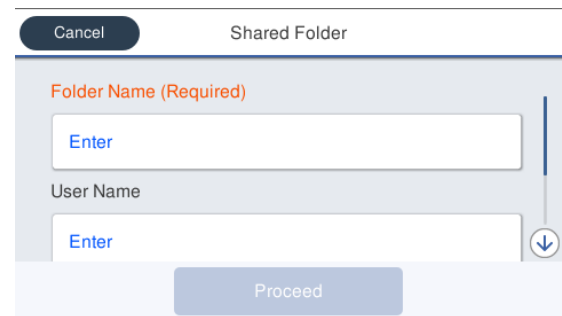 Cancel
Shared Folder
Folder Name (Required)
Enter
User Name
Enter
Proceed